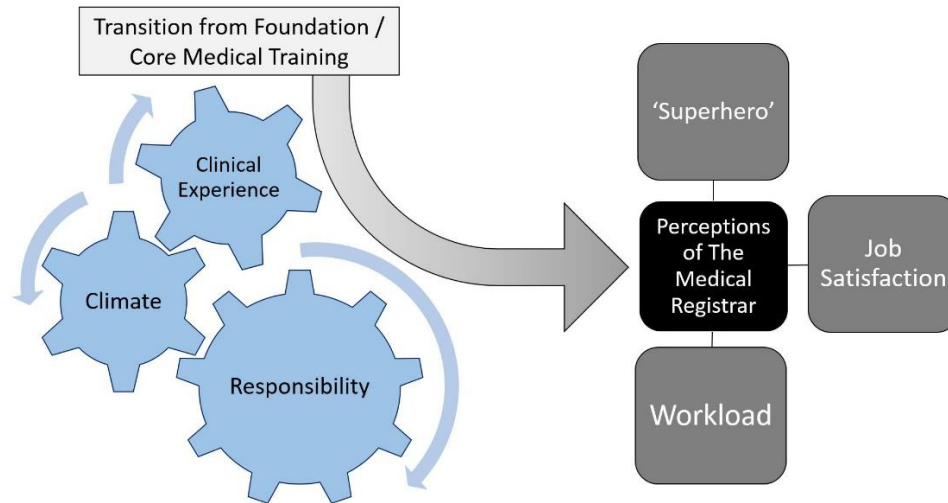 Transition from Foundation /
Core Medical Training
Clinical
Experience
Climate
Responsibility
‘Superhero’
Perceptions
of The
Medical
Registrar
Job
Satisfaction
Workload